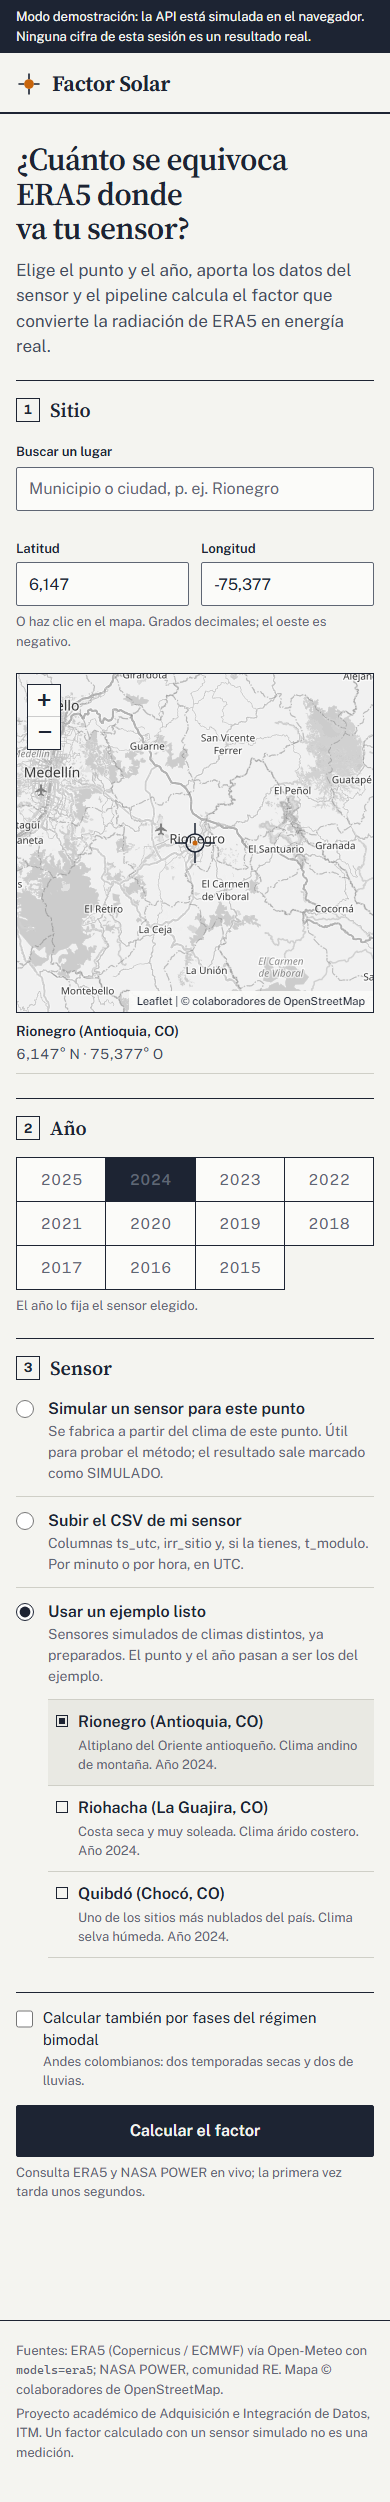 Modo demostración: la API está simulada en el navegador.
Ninguna cifra de esta sesión es un resultado real.
Factor Solar
¿Cuánto se equivoca
ERA5 donde
va tu sensor?
Elige el punto y el año, aporta los datos del
sensor y el pipeline calcula el factor que
convierte la radiación de ERA5 en energía
real.
1 Sitio
Buscar un lugar
Municipio o ciudad, p. ej. Rionegro
Latitud Longitud
6,147 -75,377
O haz clic en el mapa. Grados decimales; el oeste es
negativo.
Girardota
+
−
Guarne
San Vicente
Ferrer
Medellín
Medellín
Guatapé
El Peñol
Rionegro
El Santuario
Granada
El Carmen
de Viboral
El Retiro
Cocorná
La Ceja
La Unión
El Carmen
de Viboral
Montebello
Leaflet | © colaboradores de OpenStreetMap
Rionegro (Antioquia, CO)
6,147° N · 75,377° O
2 Año
2025 2024 2023 2022
2021 2020 2019 2018
2017 2016 2015
El año lo fija el sensor elegido.
3 Sensor
Simular un sensor para este punto
Se fabrica a partir del clima de este punto. Útil
para probar el método; el resultado sale marcado
como SIMULADO.
Subir el CSV de mi sensor
Columnas ts_utc, irr_sitio y, si la tienes, t_modulo.
Por minuto o por hora, en UTC.
Usar un ejemplo listo
Sensores simulados de climas distintos, ya
preparados. El punto y el año pasan a ser los del
ejemplo.
Rionegro (Antioquia, CO)
Altiplano del Oriente antioqueño. Clima andino
de montaña. Año 2024.
Riohacha (La Guajira, CO)
Costa seca y muy soleada. Clima árido costero.
Año 2024.
Quibdó (Chocó, CO)
Uno de los sitios más nublados del país. Clima
selva húmeda. Año 2024.
Calcular también por fases del régimen
bimodal
Andes colombianos: dos temporadas secas y dos de
lluvias.
Calcular el factor
Consulta ERA5 y NASA POWER en vivo; la primera vez
tarda unos segundos.
Fuentes: ERA5 (Copernicus / ECMWF) vía Open-Meteo con
models=era5; NASA POWER, comunidad RE. Mapa ©
colaboradores de OpenStreetMap.
Proyecto académico de Adquisición e Integración de Datos,
ITM. Un factor calculado con un sensor simulado no es una
medición.